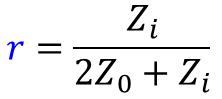 r = Z_i / (2Z_0 + Z_i)